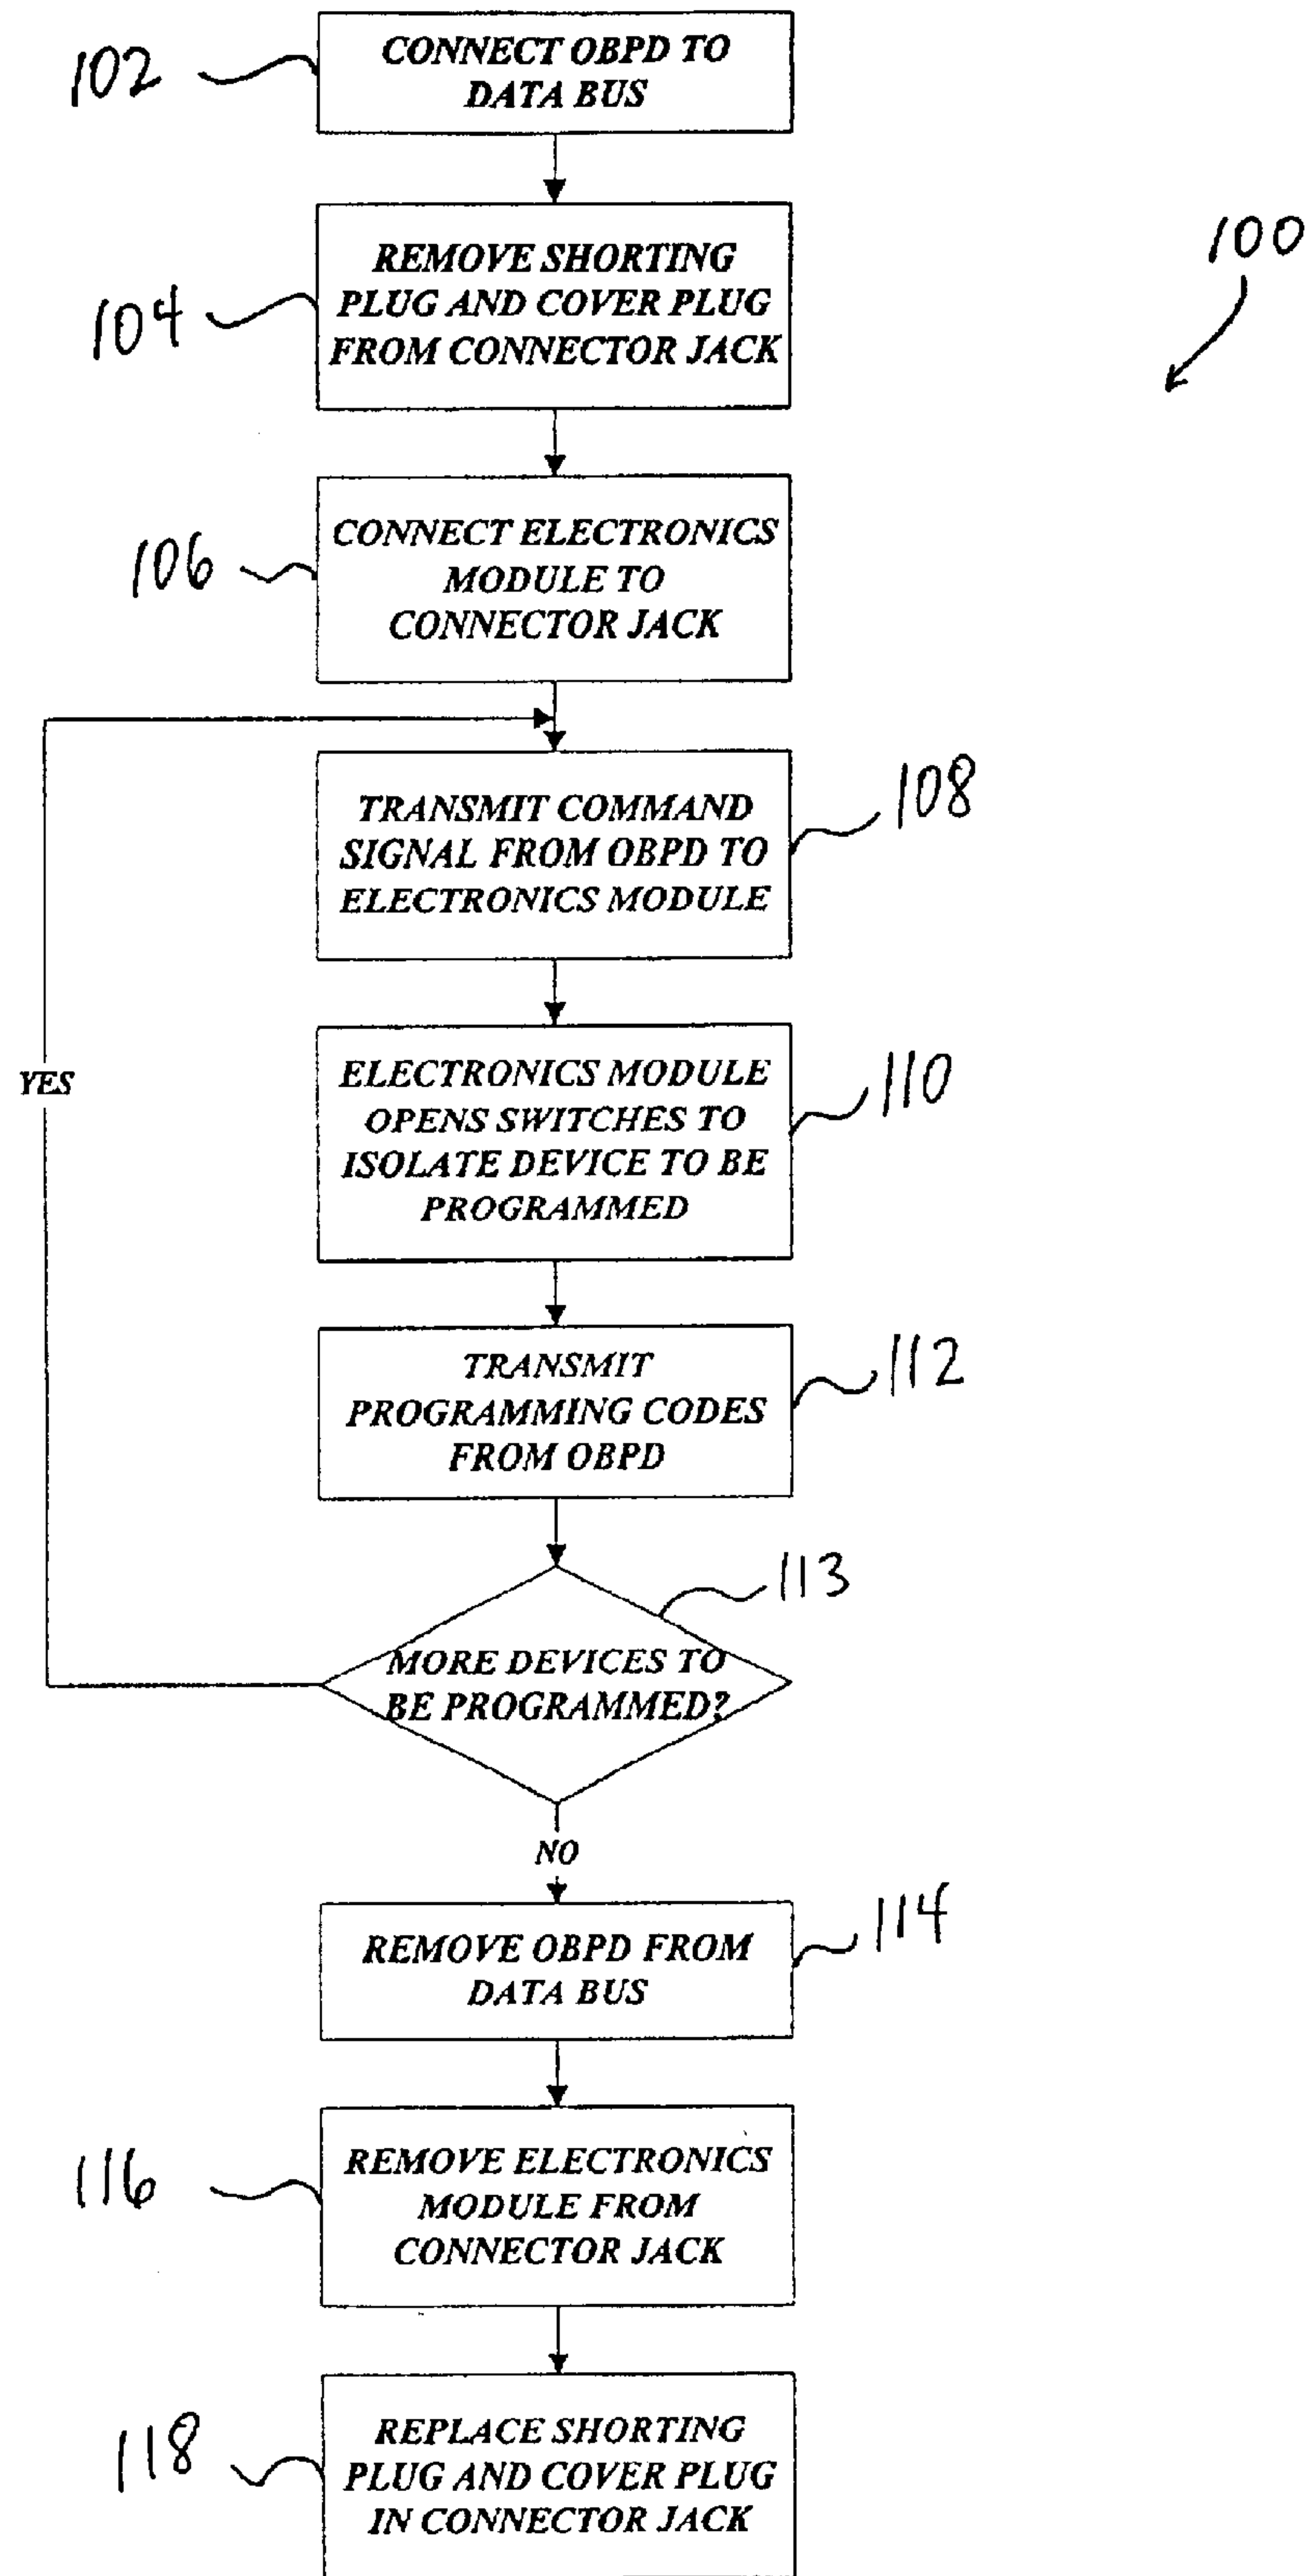 102
CONNECT OBPD TO
DATA BUS
100
104
REMOVE SHORTING
PLUG AND COVER PLUG
FROM CONNECTOR JACK
106
CONNECT ELECTRONICS
MODULE TO
CONNECTOR JACK
108
TRANSMIT COMMAND
SIGNAL FROM OBPD TO
ELECTRONICS MODULE
110
ELECTRONICS MODULE
OPENS SWITCHES TO
ISOLATE DEVICE TO BE
PROGRAMMED
YES
112
TRANSMIT
PROGRAMMING CODES
FROM OBPD
113
MORE DEVICES TO
BE PROGRAMMED?
NO
114
REMOVE OBPD FROM
DATA BUS
116
REMOVE ELECTRONICS
MODULE FROM
CONNECTOR JACK
118
REPLACE SHORTING
PLUG AND COVER PLUG
IN CONNECTOR JACK